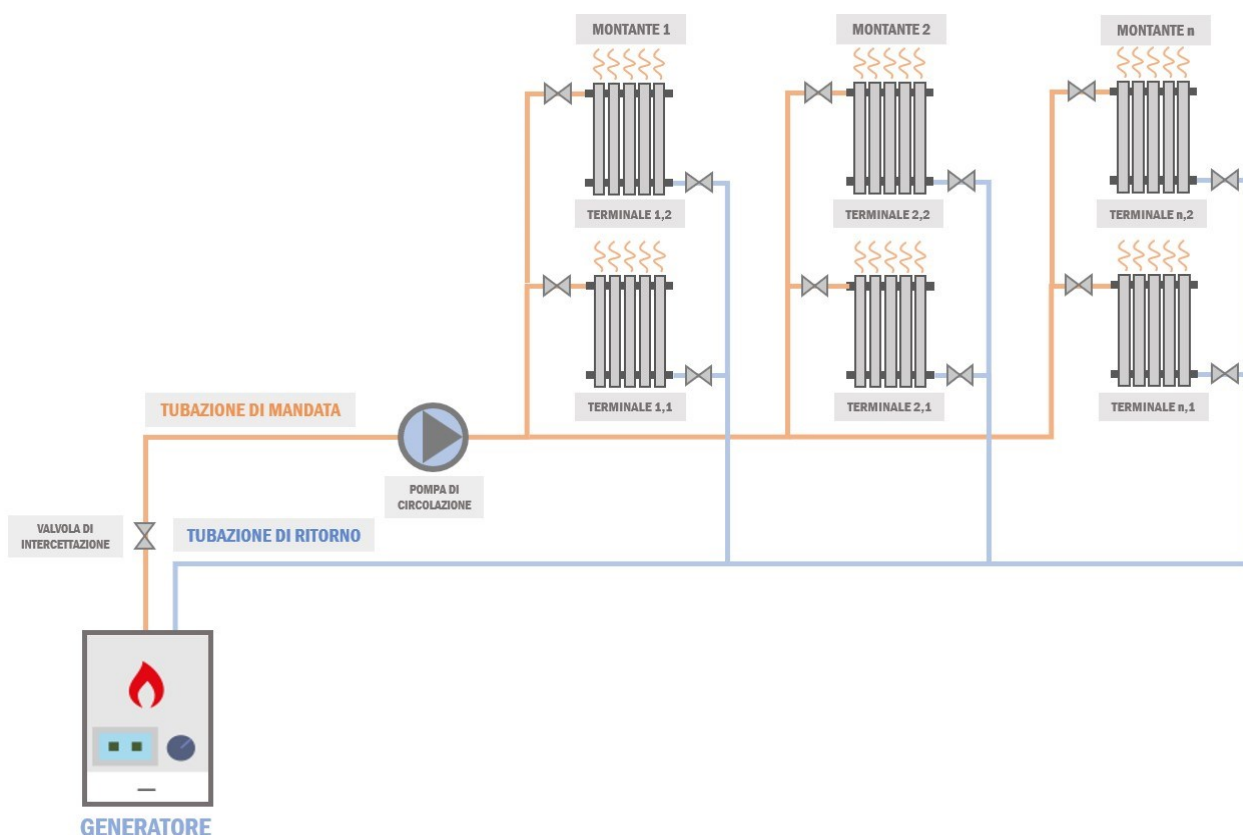 MONTANTE 1
MONTANTE 2
MONTANTE n
TERMINALE 1,2
TERMINALE 2,2
TERMINALE n,2
TERMINALE 1,1
TERMINALE 2,1
TERMINALE n,1
TUBAZIONE DI MANDATA
POMPA DI
CIRCOLAZIONE
VALVOLA DI
INTERCETTAZIONE
TUBAZIONE DI RITORNO
GENERATORE